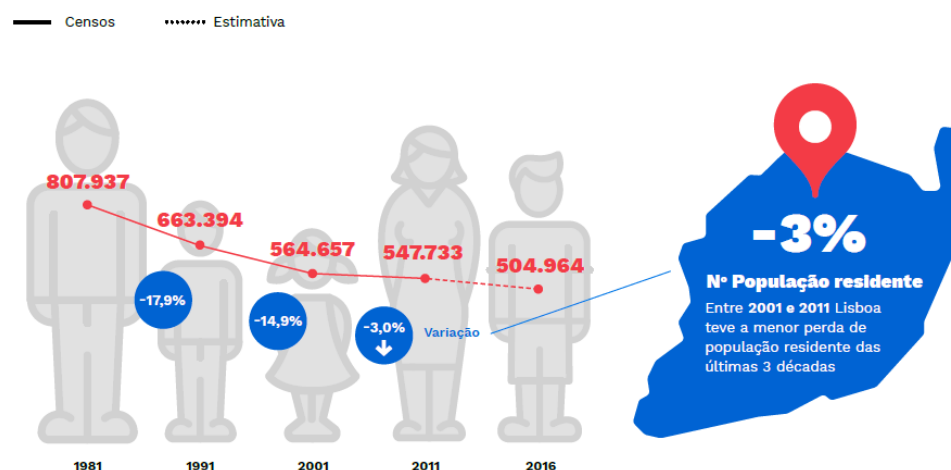 Censos
Estimativa
807.937
663.394
564.657
547.733
504.964
-17,9%
-14,9%
-3,0%
Variação
1981
1991
2001
2011
2016
-3%
Nº População residente
Entre 2001 e 2011 Lisboa
teve a menor perda de
população residente das
últimas 3 décadas